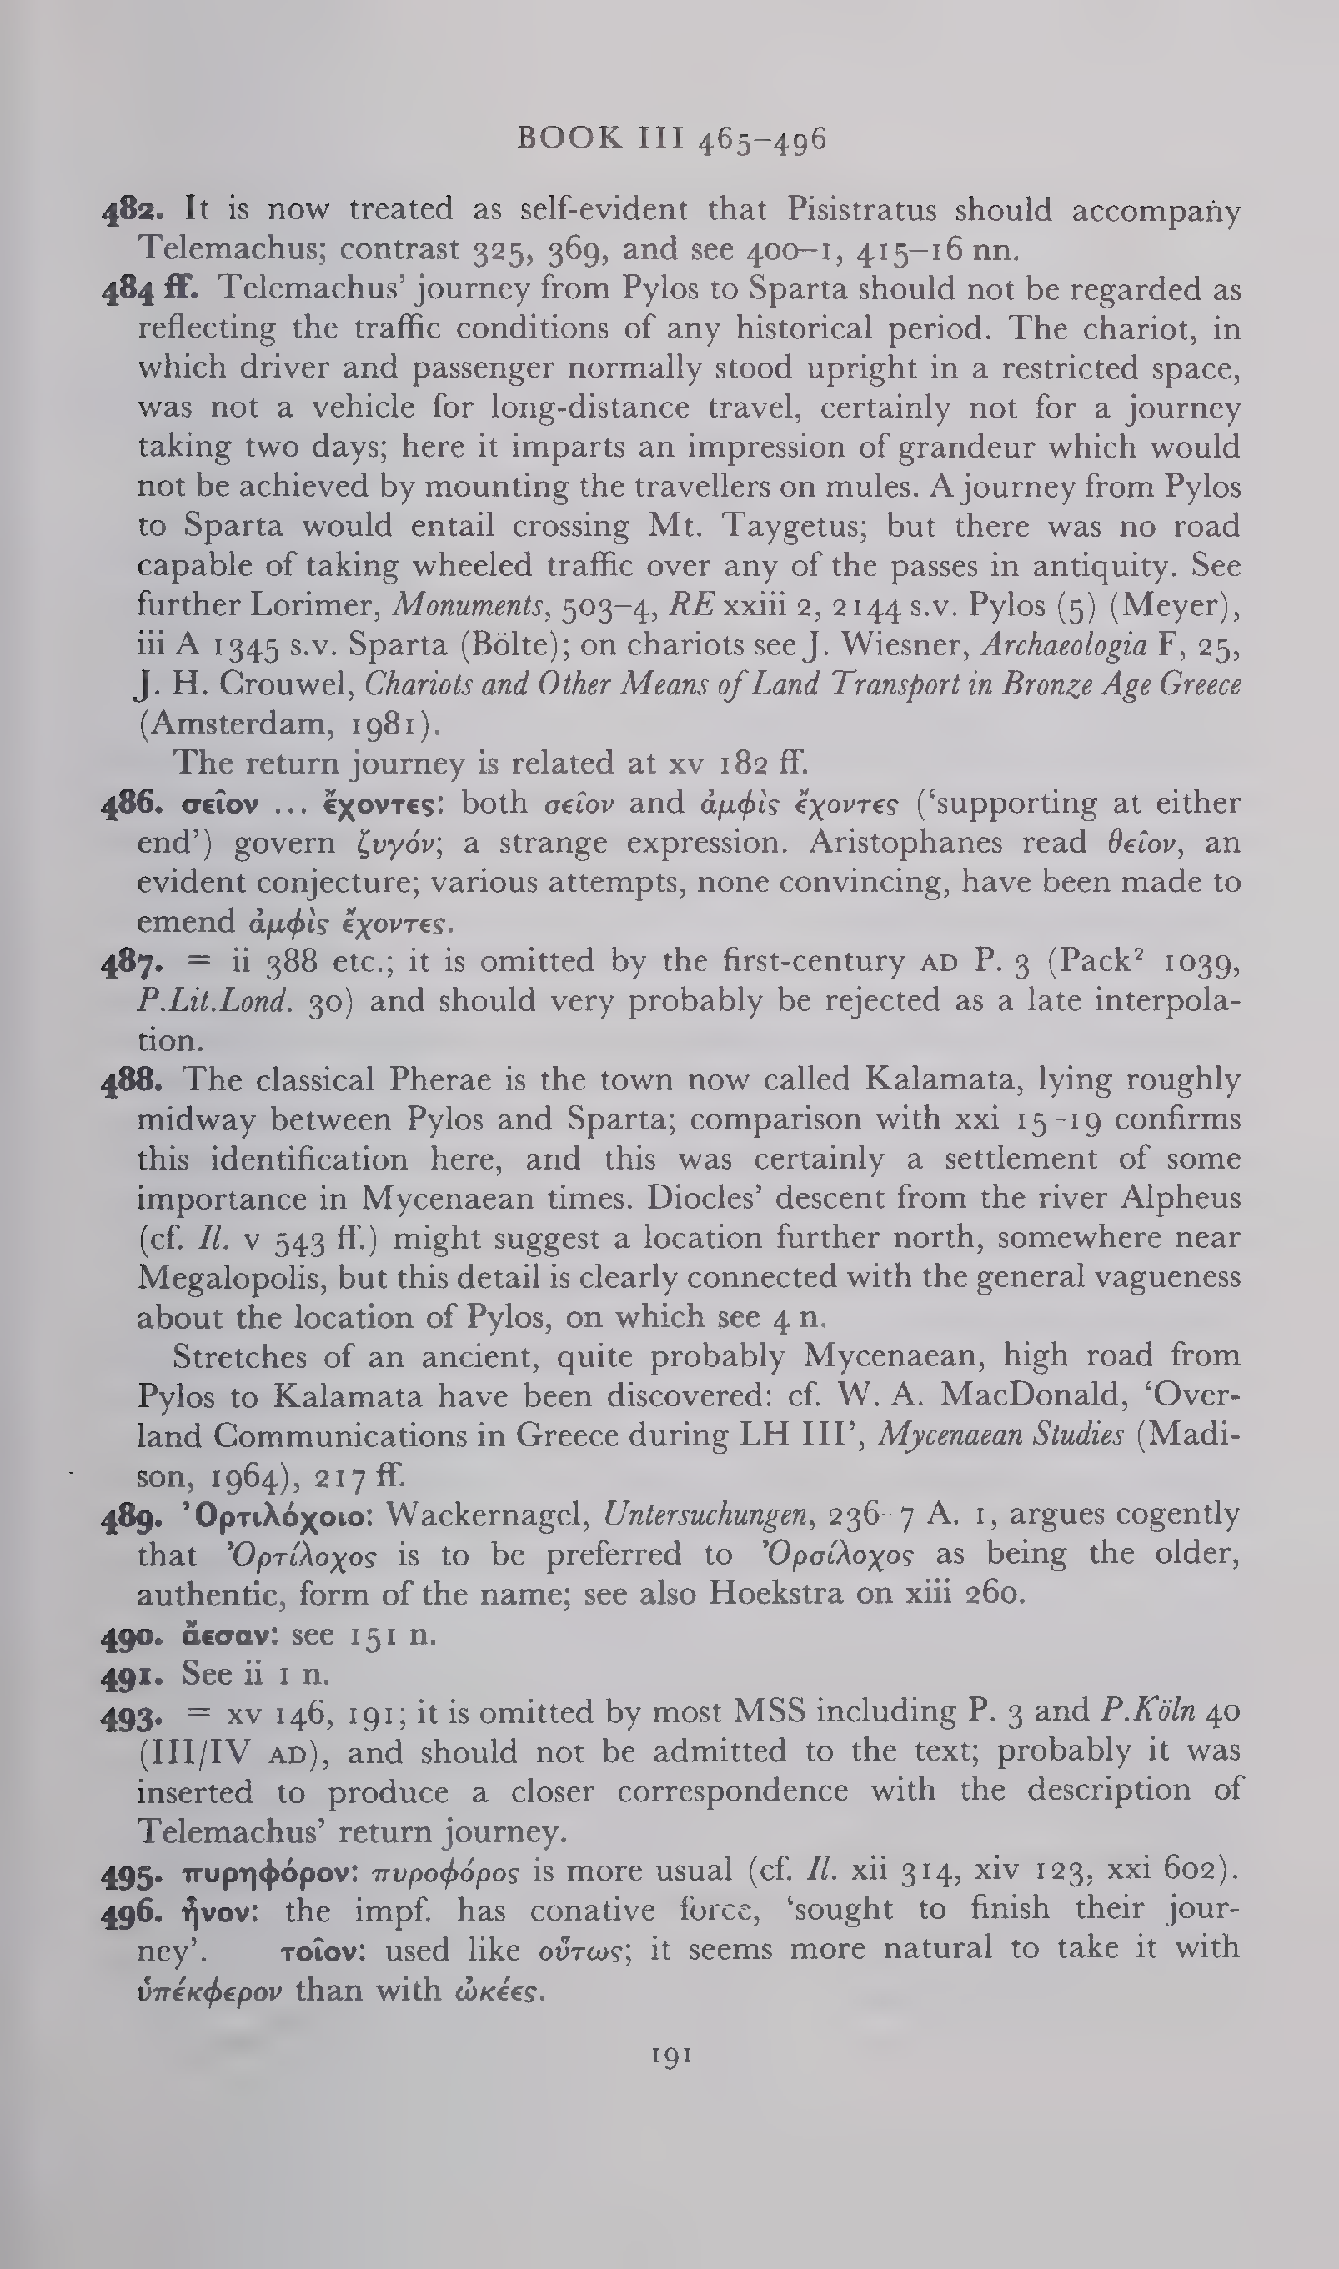 BOOK III 465–496
482. It is now treated as self-evident that Pisistratus should accompany
Telemachus; contrast 325, 369, and see 400–1, 415–16 nn.
484 ff. Telemachus’ journey from Pylos to Sparta should not be regarded as
reflecting the traffic conditions of any historical period. The chariot, in
which driver and passenger normally stood upright in a restricted space,
was not a vehicle for long-distance travel, certainly not for a journey
taking two days; here it imparts an impression of grandeur which would
not be achieved by mounting the travellers on mules. A journey from Pylos
to Sparta would entail crossing Mt. Taygetus; but there was no road
capable of taking wheeled traffic over any of the passes in antiquity. See
further Lorimer, Monuments, 503–4, RE xxiii 2, 2144 s.v. Pylos (5) (Meyer),
iii A 1345 s.v. Sparta (Bölte); on chariots see J. Wiesner, Archaeologia F, 25,
J. H. Crouwel, Chariots and Other Means of Land Transport in Bronze Age Greece
(Amsterdam, 1981).
The return journey is related at xv 182 ff.
486. σεῖον ... ἔχοντες: both σεῖον and ἀμφὶς ἔχοντες (‘supporting at either
end’) govern ζυγόν; a strange expression. Aristophanes read θεῖον, an
evident conjecture; various attempts, none convincing, have been made to
emend ἀμφὶς ἔχοντες.
487. = ii 388 etc.; it is omitted by the first-century AD P. 3 (Pack² 1039,
P.Lit.Lond. 30) and should very probably be rejected as a late interpola-
tion.
488. The classical Pherae is the town now called Kalamata, lying roughly
midway between Pylos and Sparta; comparison with xxi 15–19 confirms
this identification here, and this was certainly a settlement of some
importance in Mycenaean times. Diocles’ descent from the river Alpheus
(cf. Il. v 543 ff.) might suggest a location further north, somewhere near
Megalopolis, but this detail is clearly connected with the general vagueness
about the location of Pylos, on which see 4 n.
Stretches of an ancient, quite probably Mycenaean, high road from
Pylos to Kalamata have been discovered: cf. W. A. MacDonald, ‘Over-
land Communications in Greece during LH III’, Mycenaean Studies (Madi-
son, 1964), 217 ff.
489. Ὀρτιλόχοιο: Wackernagel, Untersuchungen, 236–7 A. 1, argues cogently
that Ὀρτίλοχος is to be preferred to Ὀρσίλοχος as being the older,
authentic, form of the name; see also Hoekstra on xiii 260.
490. ἄεσαν: see 151 n.
491. See ii 1 n.
493. = xv 146, 191; it is omitted by most MSS including P. 3 and P.Köln 40
(III/IV AD), and should not be admitted to the text; probably it was
inserted to produce a closer correspondence with the description of
Telemachus’ return journey.
495. πυρηφόρον: πυροφόρος is more usual (cf. Il. xii 314, xiv 123, xxi 602).
496. ἦνον: the impf. has conative force, ‘sought to finish their jour-
ney’. τοῖον: used like οὕτως; it seems more natural to take it with
ὑπέκφερον than with ὠκέες.
191